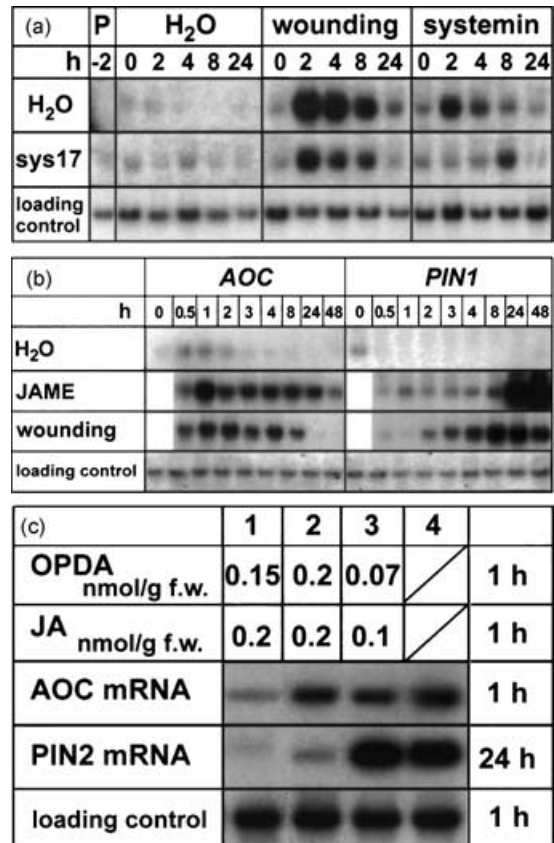 (a) P H₂O wounding systemin
h -2 0 2 4 8 24 0 2 4 8 24 0 2 4 8 24
H₂O
sys17
loading control
(b) AOC PIN1
h 0 0.5 1 2 3 4 8 24 48 0 0.5 1 2 3 4 8 24 48
H₂O
JAME
wounding
loading control
(c) 1 2 3 4
OPDA nmol/g f.w. 0.15 0.2 0.07 1 h
JA nmol/g f.w. 0.2 0.2 0.1 1 h
AOC mRNA 1 h
PIN2 mRNA 24 h
loading control 1 h